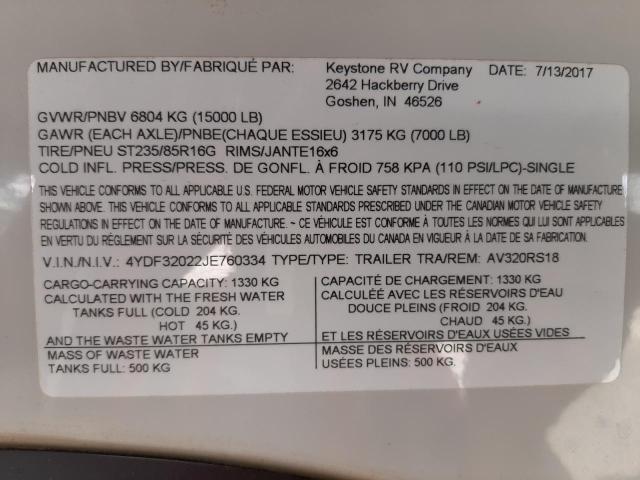 MANUFACTURED BY/FABRIQUÉ PAR: Keystone RV Company DATE: 7/13/2017
2642 Hackberry Drive
Goshen, IN 46526
GVWR/PNBV 6804 KG (15000 LB)
GAWR (EACH AXLE)/PNBE(CHAQUE ESSIEU) 3175 KG (7000 LB)
TIRE/PNEU ST235/85R16G RIMS/JANTE16x6
COLD INFL. PRESS/PRESS. DE GONFL. À FROID 758 KPA (110 PSI/LPC)-SINGLE
THIS VEHICLE CONFORMS TO ALL APPLICABLE U.S. FEDERAL MOTOR VEHICLE SAFETY STANDARDS IN EFFECT ON THE DATE OF MANUFACTURE
SHOWN ABOVE. THIS VEHICLE CONFORMS TO ALL APPLICABLE STANDARDS PRESCRIBED UNDER THE CANADIAN MOTOR VEHICLE SAFETY
REGULATIONS IN EFFECT ON THE DATE OF MANUFACTURE. ~ CE VÉHICULE EST CONFORME À TOUTES LES NORMES QUI LUI SONT APPLICABLES
EN VERTU DU RÉGLEMENT SUR LA SÉCURITÉ DES VÉHICULES AUTOMOBILES DU CANADA EN VIGUEUR À LA DATE DE SA FABRICATION.
V.I.N./N.I.V.: 4YDF32022JE760334 TYPE/TYPE: TRAILER TRA/REM: AV320RS18
CARGO-CARRYING CAPACITY: 1330 KG
CALCULATED WITH THE FRESH WATER
TANKS FULL (COLD 204 KG.
HOT 45 KG.)
AND THE WASTE WATER TANKS EMPTY
MASS OF WASTE WATER
TANKS FULL: 500 KG
CAPACITÉ DE CHARGEMENT: 1330 KG
CALCULÉE AVEC LES RÉSERVOIRS D'EAU
DOUCE PLEINS (FROID 204 KG.
CHAUD 45 KG.)
ET LES RÉSERVOIRS D'EAU USÉES VIDES
MASSE DES RÉSERVOIRS D'EAUX
USÉES PLEINS: 500 KG.